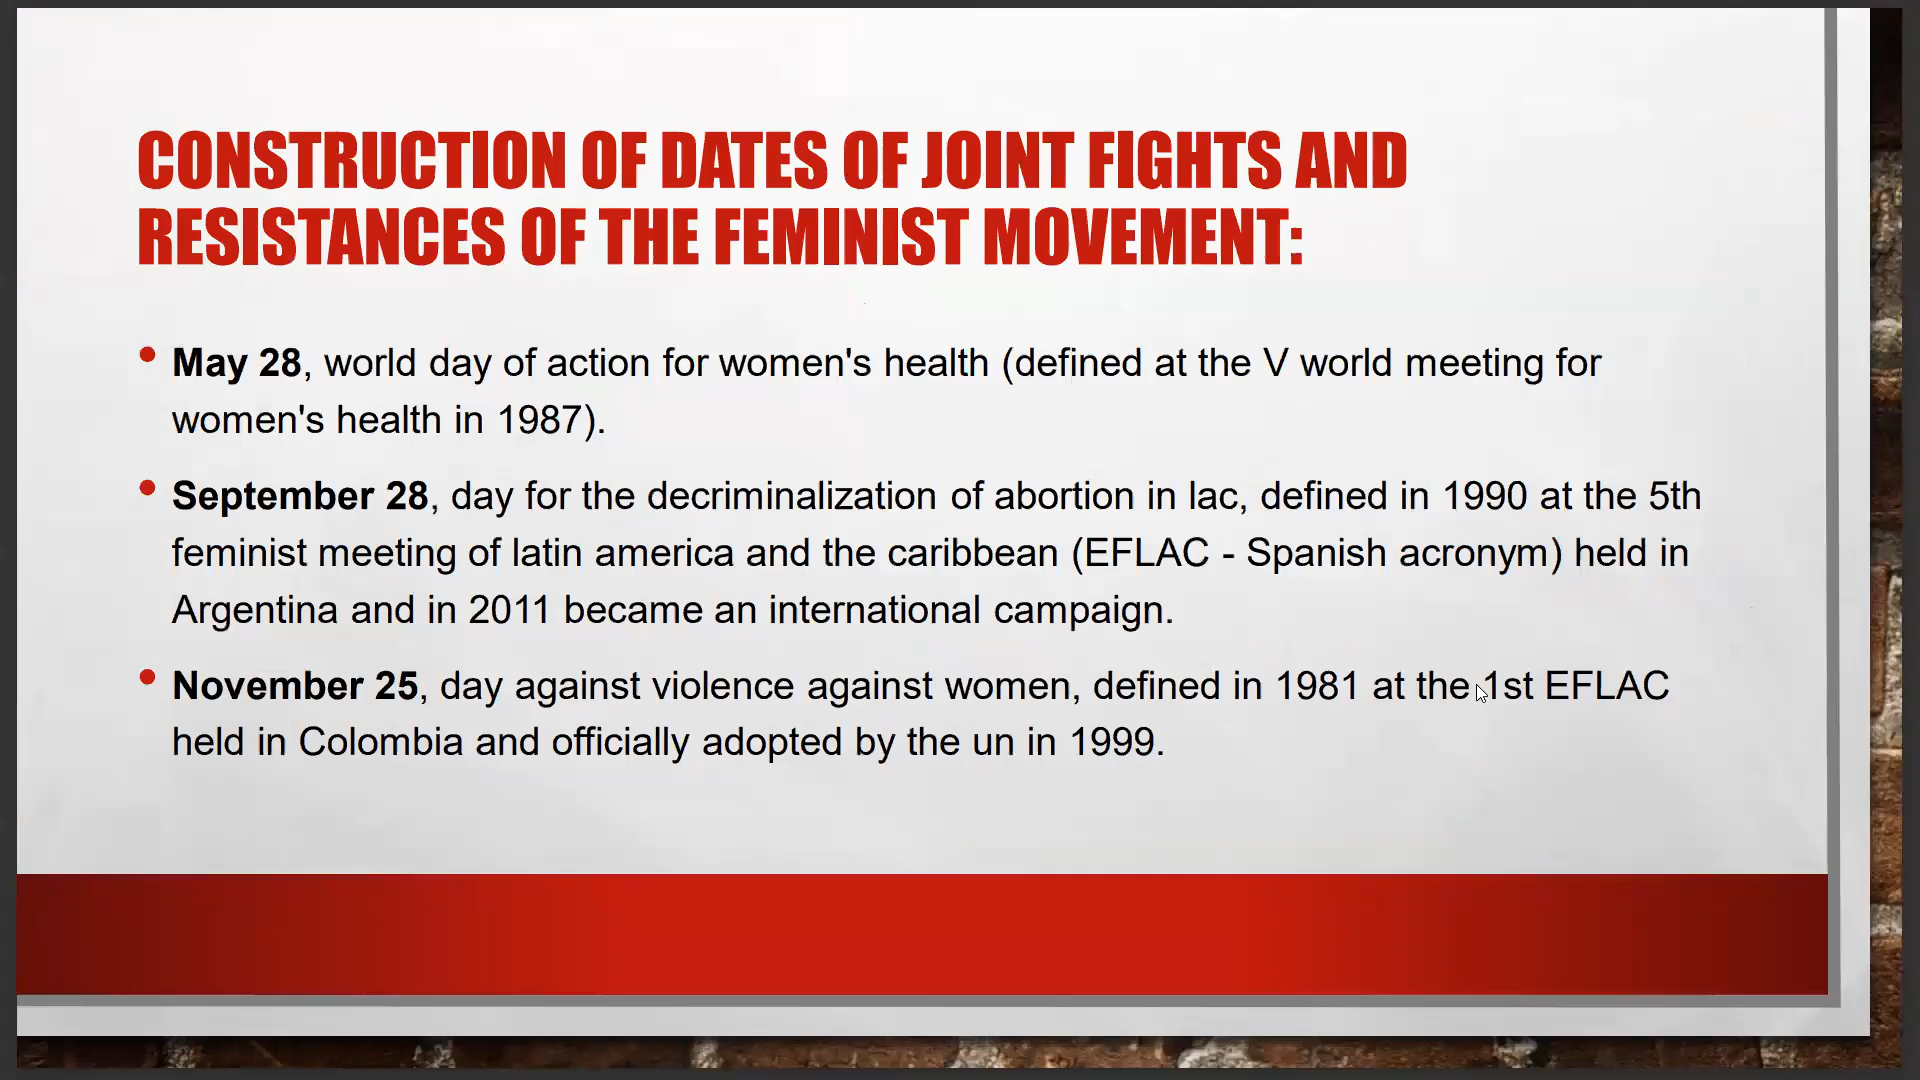 CONSTRUCTION OF DATES OF JOINT FIGHTS AND
RESISTANCES OF THE FEMINIST MOVEMENT:
• May 28, world day of action for women's health (defined at the V world meeting for
women's health in 1987).
• September 28, day for the decriminalization of abortion in lac, defined in 1990 at the 5th
feminist meeting of latin america and the caribbean (EFLAC - Spanish acronym) held in
Argentina and in 2011 became an international campaign.
• November 25, day against violence against women, defined in 1981 at the 1st EFLAC
held in Colombia and officially adopted by the un in 1999.